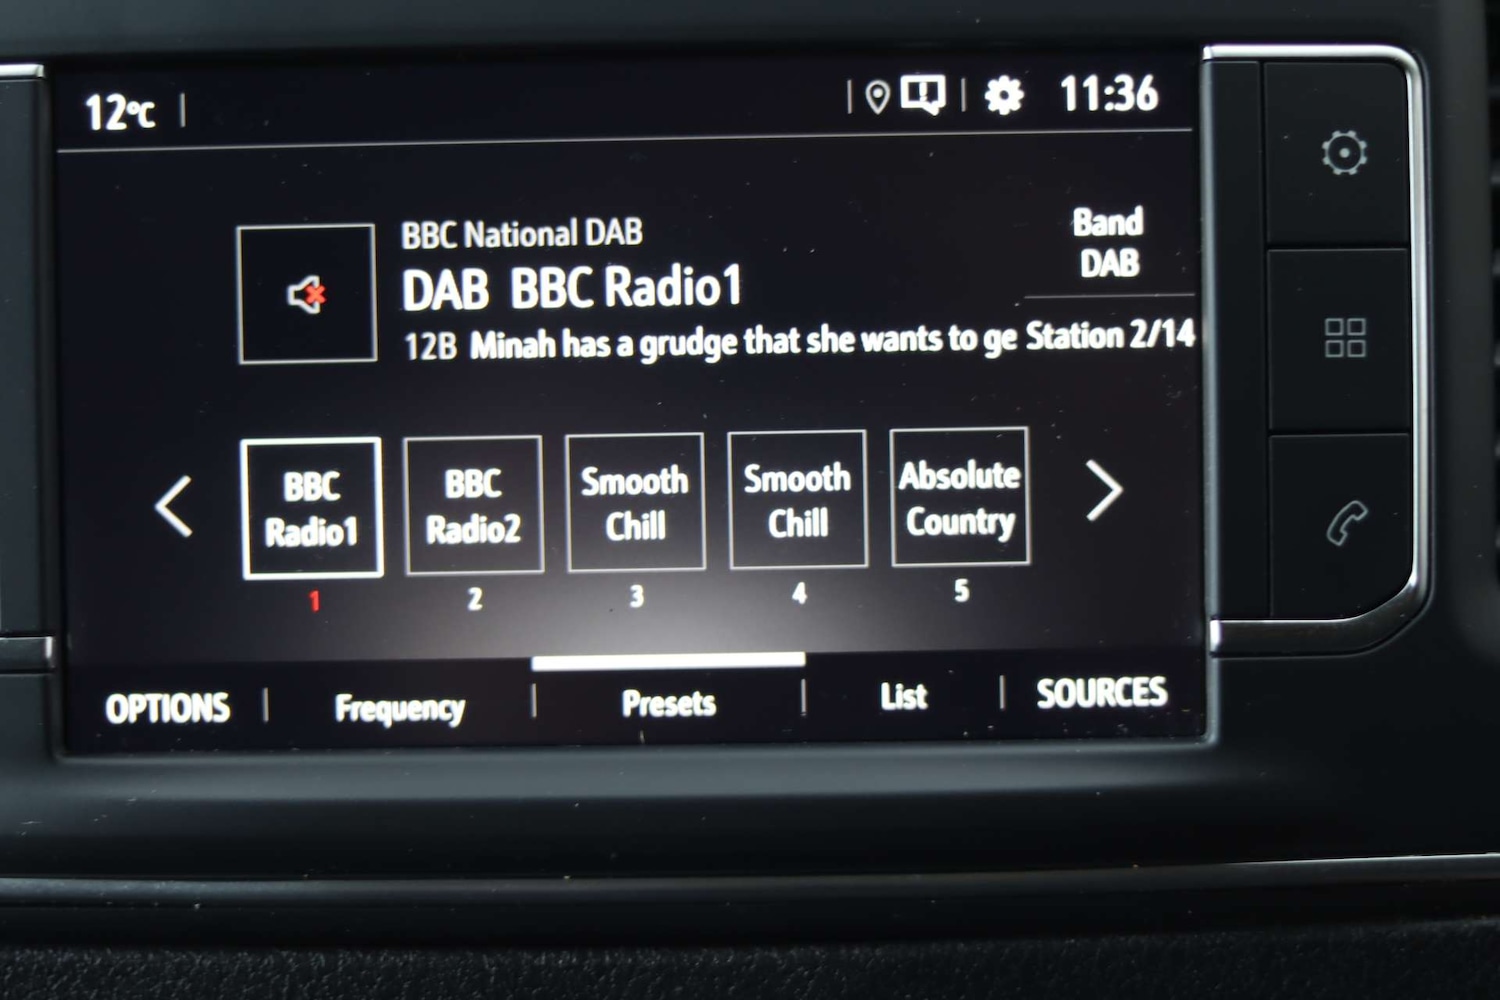 12°C
11:36
BBC National DAB
DAB BBC Radio1
12B Minah has a grudge that she wants to ge
Band
DAB
Station 2/14
BBC
Radio1
1
BBC
Radio2
2
Smooth
Chill
3
Smooth
Chill
4
Absolute
Country
5
OPTIONS
Frequency
Presets
List
SOURCES